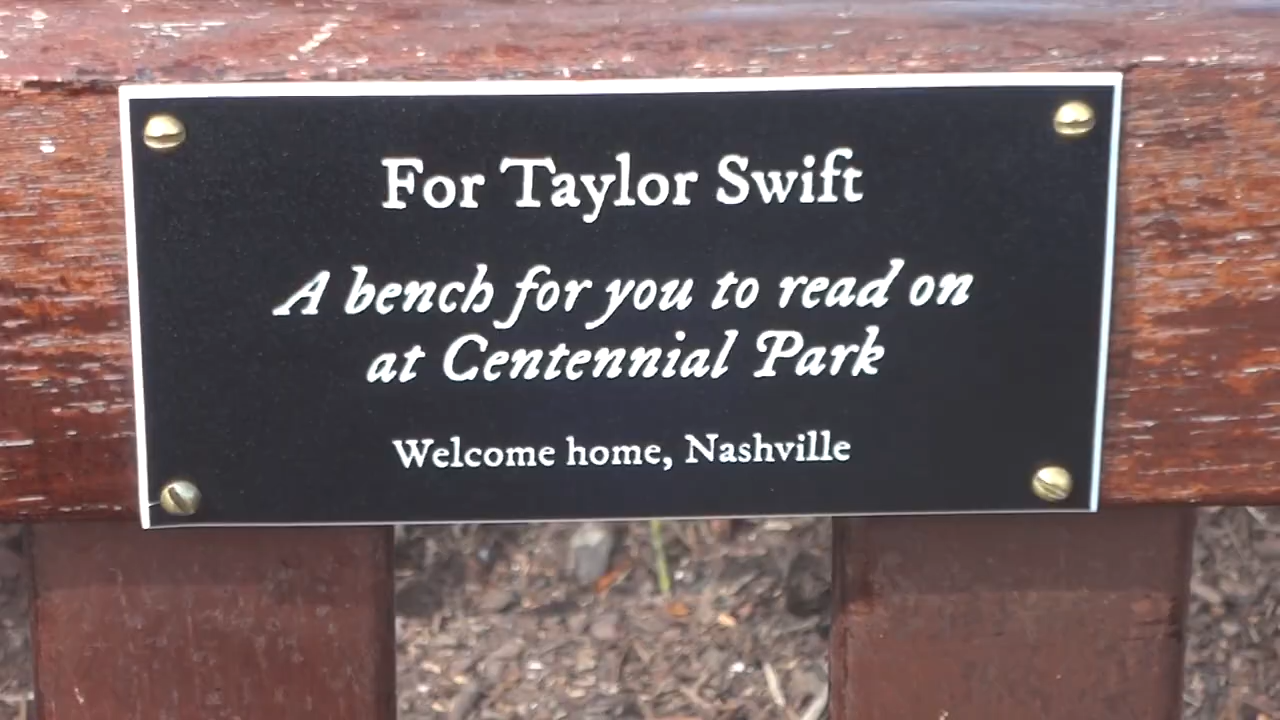 For Taylor Swift
A bench for you to read on
at Centennial Park
Welcome home, Nashville